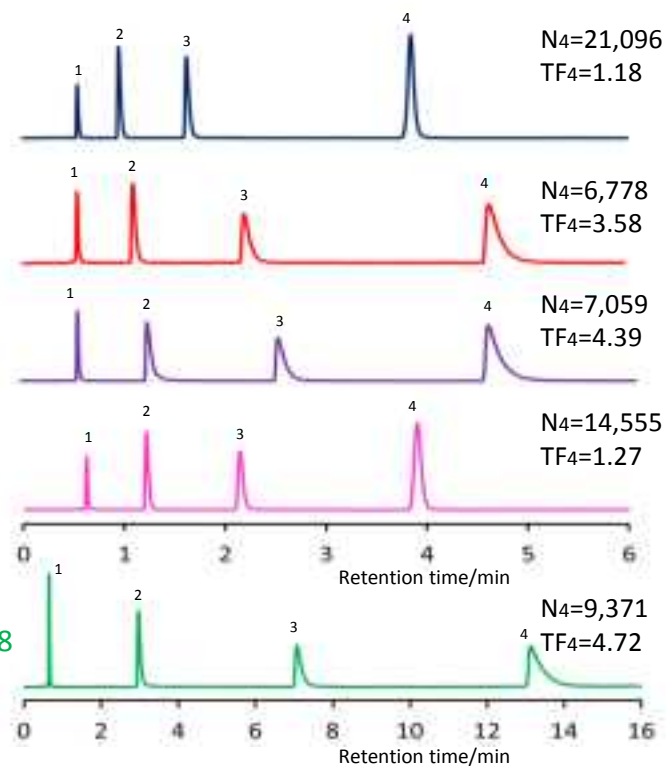 1 2 3 4
N4=21,096
TF4=1.18
1 2 3 4
N4=6,778
TF4=3.58
1 2 3 4
N4=7,059
TF4=4.39
1 2 3 4
N4=14,555
TF4=1.27
0 1 2 3 4 5 6
Retention time/min
1 2 3 4
N4=9,371
TF4=4.72
8
0 2 4 6 8 10 12 14 16
Retention time/min